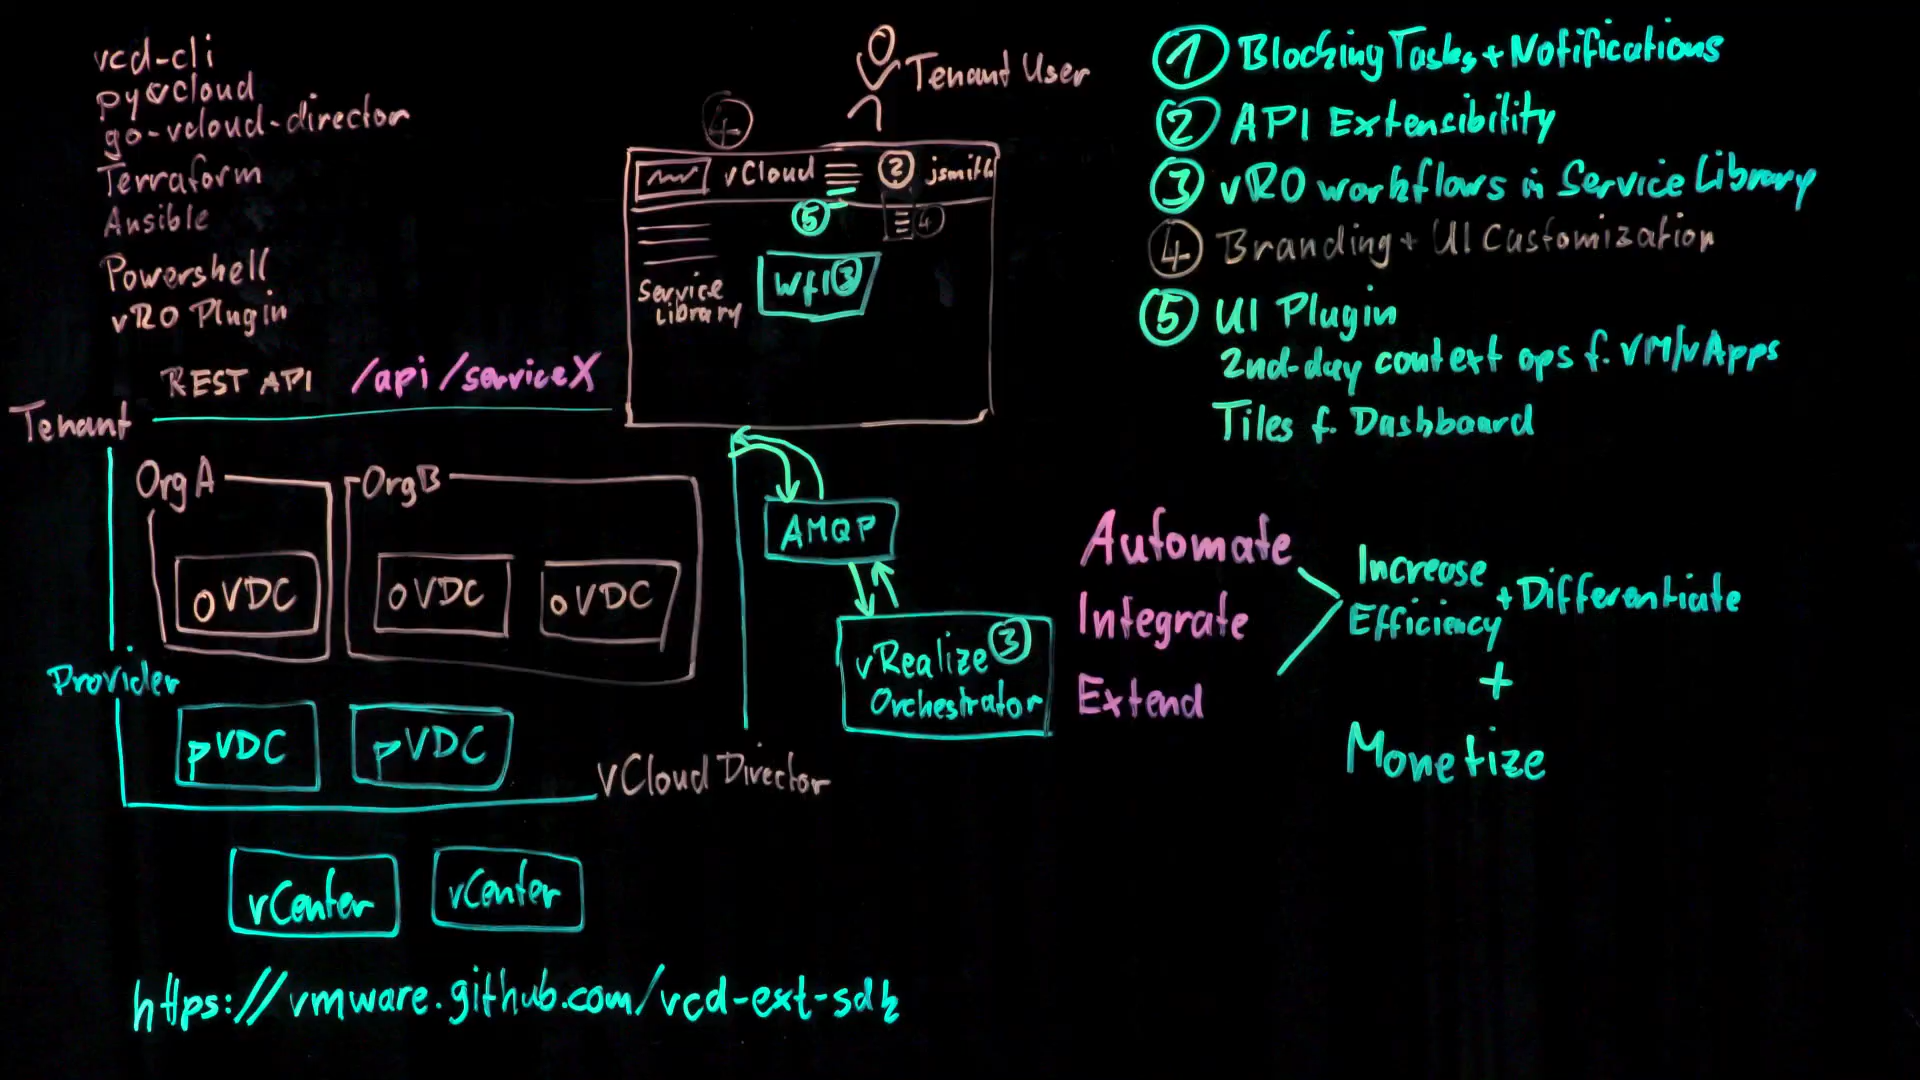 vcd-cli
pyvcloud
go-vcloud-director
Terraform
Ansible
Powershell
vRO Plugin
REST API /api/serviceX
Tenant
Org A
Org B
oVDC
oVDC
oVDC
Provider
pVDC
pVDC
vCloud Director
vCenter
vCenter
https://vmware.github.com/vcd-ext-sdk
Tenant User
4
vCloud
2
jsmith
5
4
Service
Library
Wfl 3
AMQP
vRealize 3
Orchestrator
1 Blocking Tasks + Notifications
2 API Extensibility
3 vRO workflows in Service Library
4 Branding + UI Customization
5 UI Plugin
2nd-day context ops f. VM/vApps
Tiles f. Dashboard
Automate
Integrate
Extend
Increase
Efficiency
+ Differentiate
+
Monetize